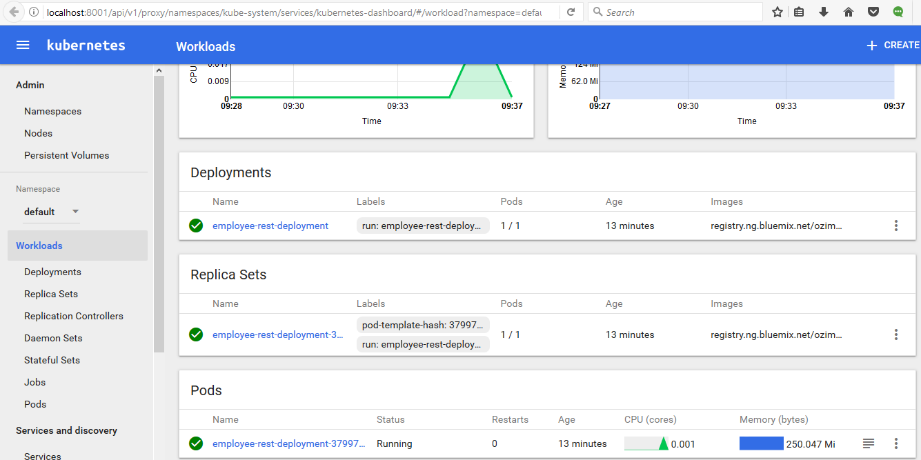 localhost:8001/api/v1/proxy/namespaces/kube-system/services/kubernetes-dashboard/#/workload?namespace=defau
Search
kubernetes
Workloads
+ CREATE
Admin
Namespaces
Nodes
Persistent Volumes
Namespace
default
Workloads
Deployments
Replica Sets
Replication Controllers
Daemon Sets
Stateful Sets
Jobs
Pods
Services and discovery
Services
CPU
0.017
0.009
0
09:28 09:30 09:33 09:37
Time
Memo
124 Mi
62.0 Mi
0
09:27 09:30 09:33 09:37
Time
Deployments
Name Labels Pods Age Images
employee-rest-deployment run: employee-rest-deploy... 1 / 1 13 minutes registry.ng.bluemix.net/ozim...
Replica Sets
Name Labels Pods Age Images
pod-template-hash: 37997...
employee-rest-deployment-3... 1 / 1 13 minutes registry.ng.bluemix.net/ozim...
run: employee-rest-deploy...
Pods
Name Status Restarts Age CPU (cores) Memory (bytes)
employee-rest-deployment-37997... Running 0 13 minutes 0.001 250.047 Mi